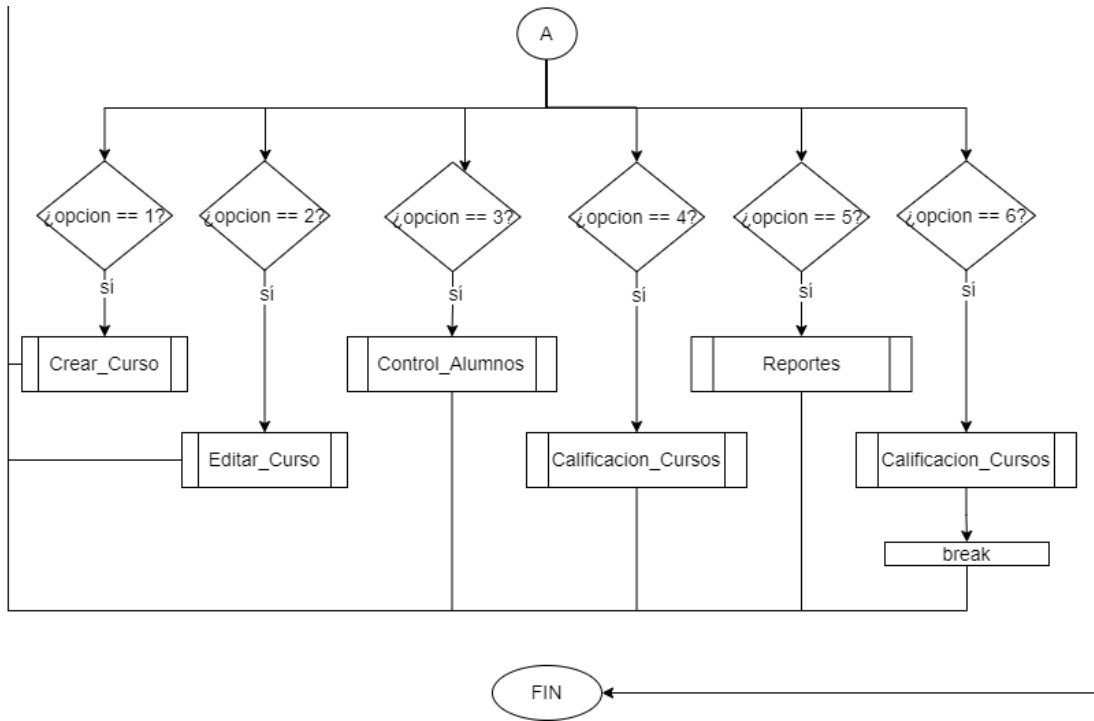 A
¿opcion == 1?
¿opcion == 2?
¿opcion == 3?
¿opcion == 4?
¿opcion == 5?
¿opcion == 6?
sí
sí
sí
sí
sí
sí
Crear_Curso
Control_Alumnos
Reportes
Editar_Curso
Calificacion_Cursos
Calificacion_Cursos
break
FIN